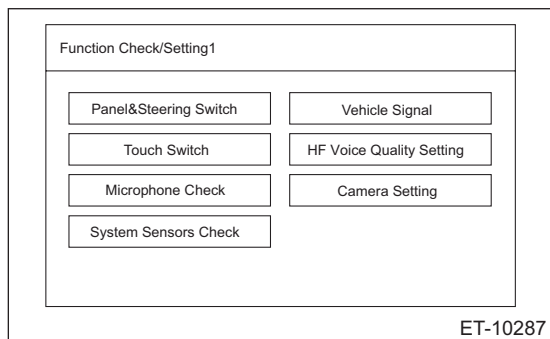 Function Check/Setting1
Panel&Steering Switch
Vehicle Signal
Touch Switch
HF Voice Quality Setting
Microphone Check
Camera Setting
System Sensors Check
ET-10287